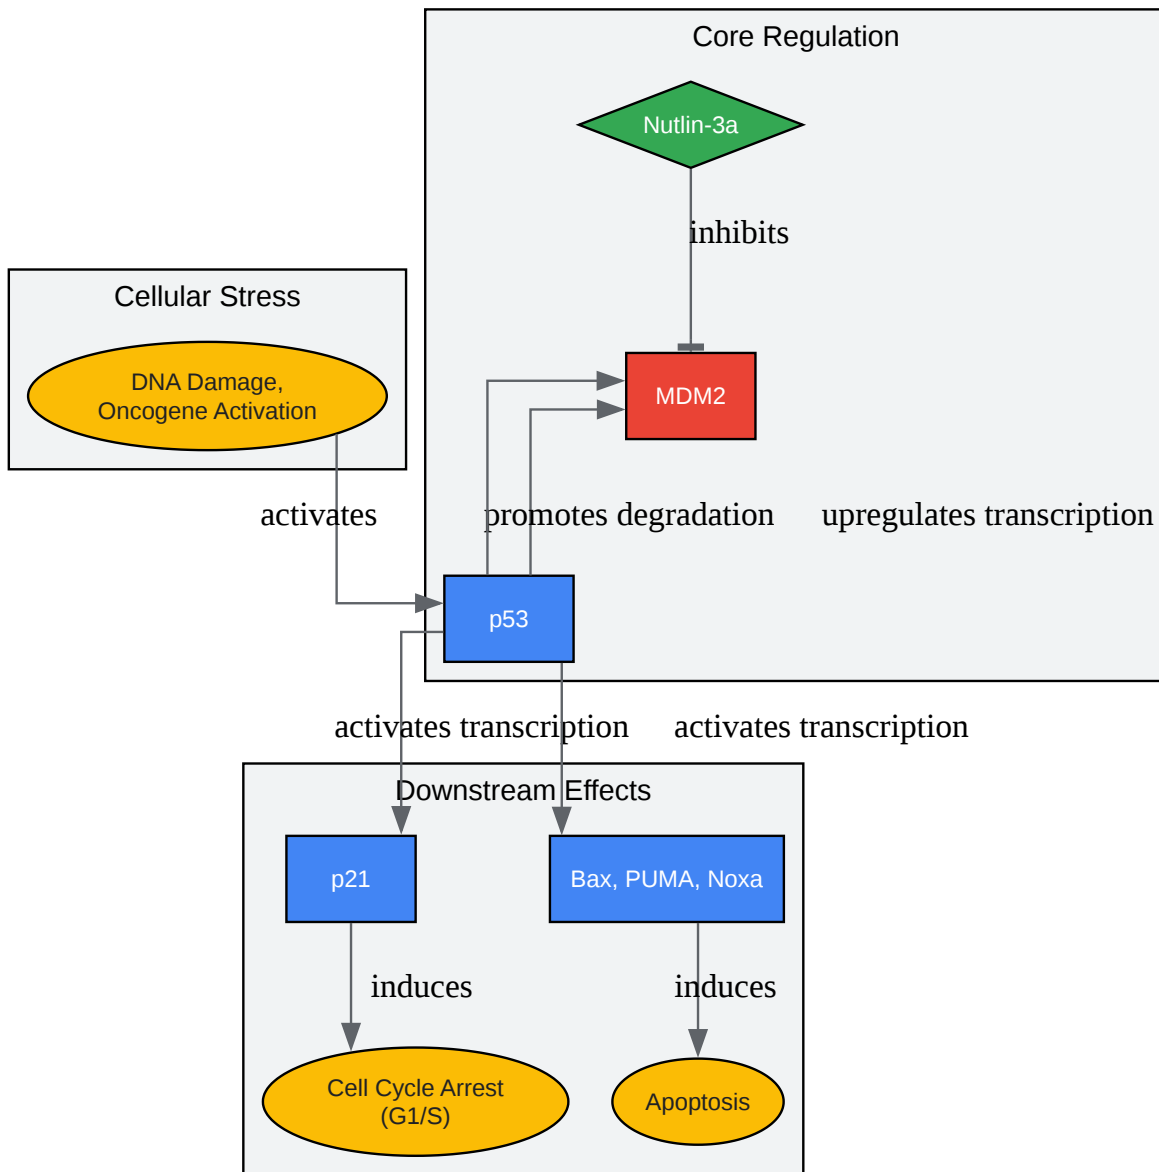 Core Regulation
Nutlin-3a
inhibits
Cellular Stress
DNA Damage,
Oncogene Activation
MDM2
activates
promotes degradation
upregulates transcription
p53
activates transcription
activates transcription
Downstream Effects
p21
Bax, PUMA, Noxa
induces
induces
Cell Cycle Arrest
(G1/S)
Apoptosis